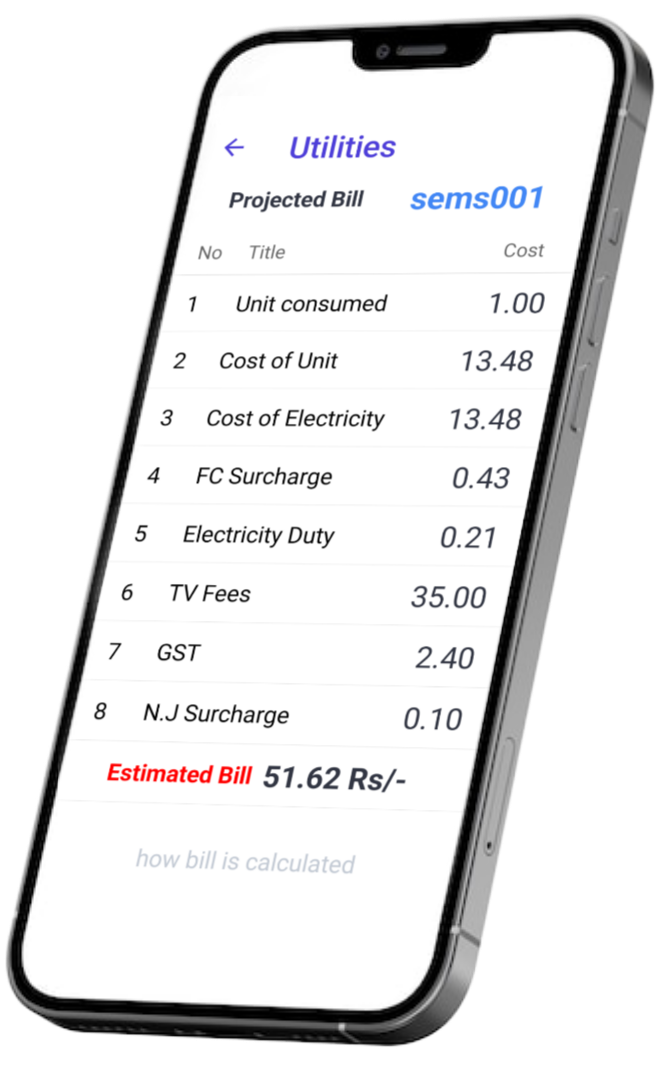 ← Utilities
Projected Bill sems001
No Title Cost
1 Unit consumed 1.00
2 Cost of Unit 13.48
3 Cost of Electricity 13.48
4 FC Surcharge 0.43
5 Electricity Duty 0.21
6 TV Fees 35.00
7 GST 2.40
8 N.J Surcharge 0.10
Estimated Bill 51.62 Rs/-
how bill is calculated